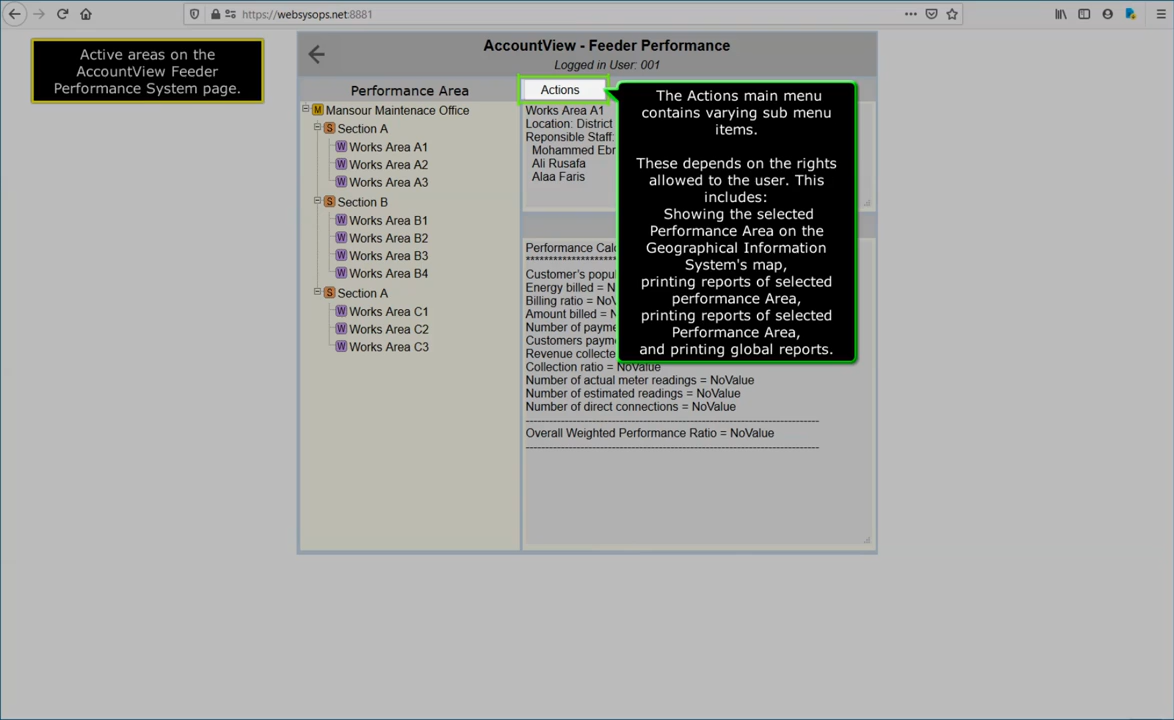 https://websysops.net:8881
Active areas on the
AccountView Feeder
Performance System page.
AccountView - Feeder Performance
Logged in User: 001
Performance Area
M Mansour Maintenace Office
S Section A
W Works Area A1
W Works Area A2
W Works Area A3
S Section B
W Works Area B1
W Works Area B2
W Works Area B3
W Works Area B4
S Section A
W Works Area C1
W Works Area C2
W Works Area C3
Actions
Works Area A1
Location: District
Reponsible Staff:
Mohammed Ebr
Ali Rusafa
Alaa Faris
The Actions main menu
contains varying sub menu
items.
These depends on the rights
allowed to the user. This
includes:
Showing the selected
Performance Area on the
Geographical Information
System's map,
printing reports of selected
performance Area,
printing reports of selected
Performance Area,
and printing global reports.
Performance Calc
*********************
Customer's popu
Energy billed = N
Billing ratio = NoV
Amount billed = 
Number of payme
Customers payme
Revenue collecte
Collection ratio = NoValue
Number of actual meter readings = NoValue
Number of estimated readings = NoValue
Number of direct connections = NoValue
--------------------------------------------------------------------------------
Overall Weighted Performance Ratio = NoValue
--------------------------------------------------------------------------------